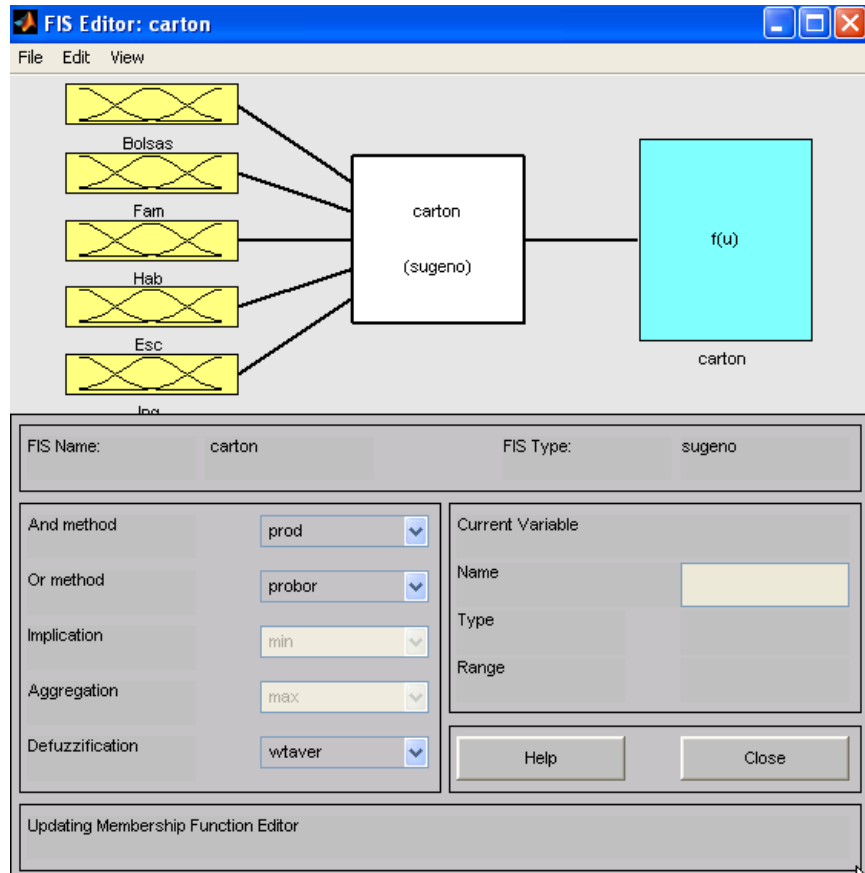 FIS Editor: carton
File Edit View
Bolsas
Fam
Hab
Esc
carton
(sugeno)
f(u)
carton
FIS Name: carton FIS Type: sugeno
And method prod
Or method probor
Implication min
Aggregation max
Defuzzification wtaver
Current Variable
Name
Type
Range
Help Close
Updating Membership Function Editor